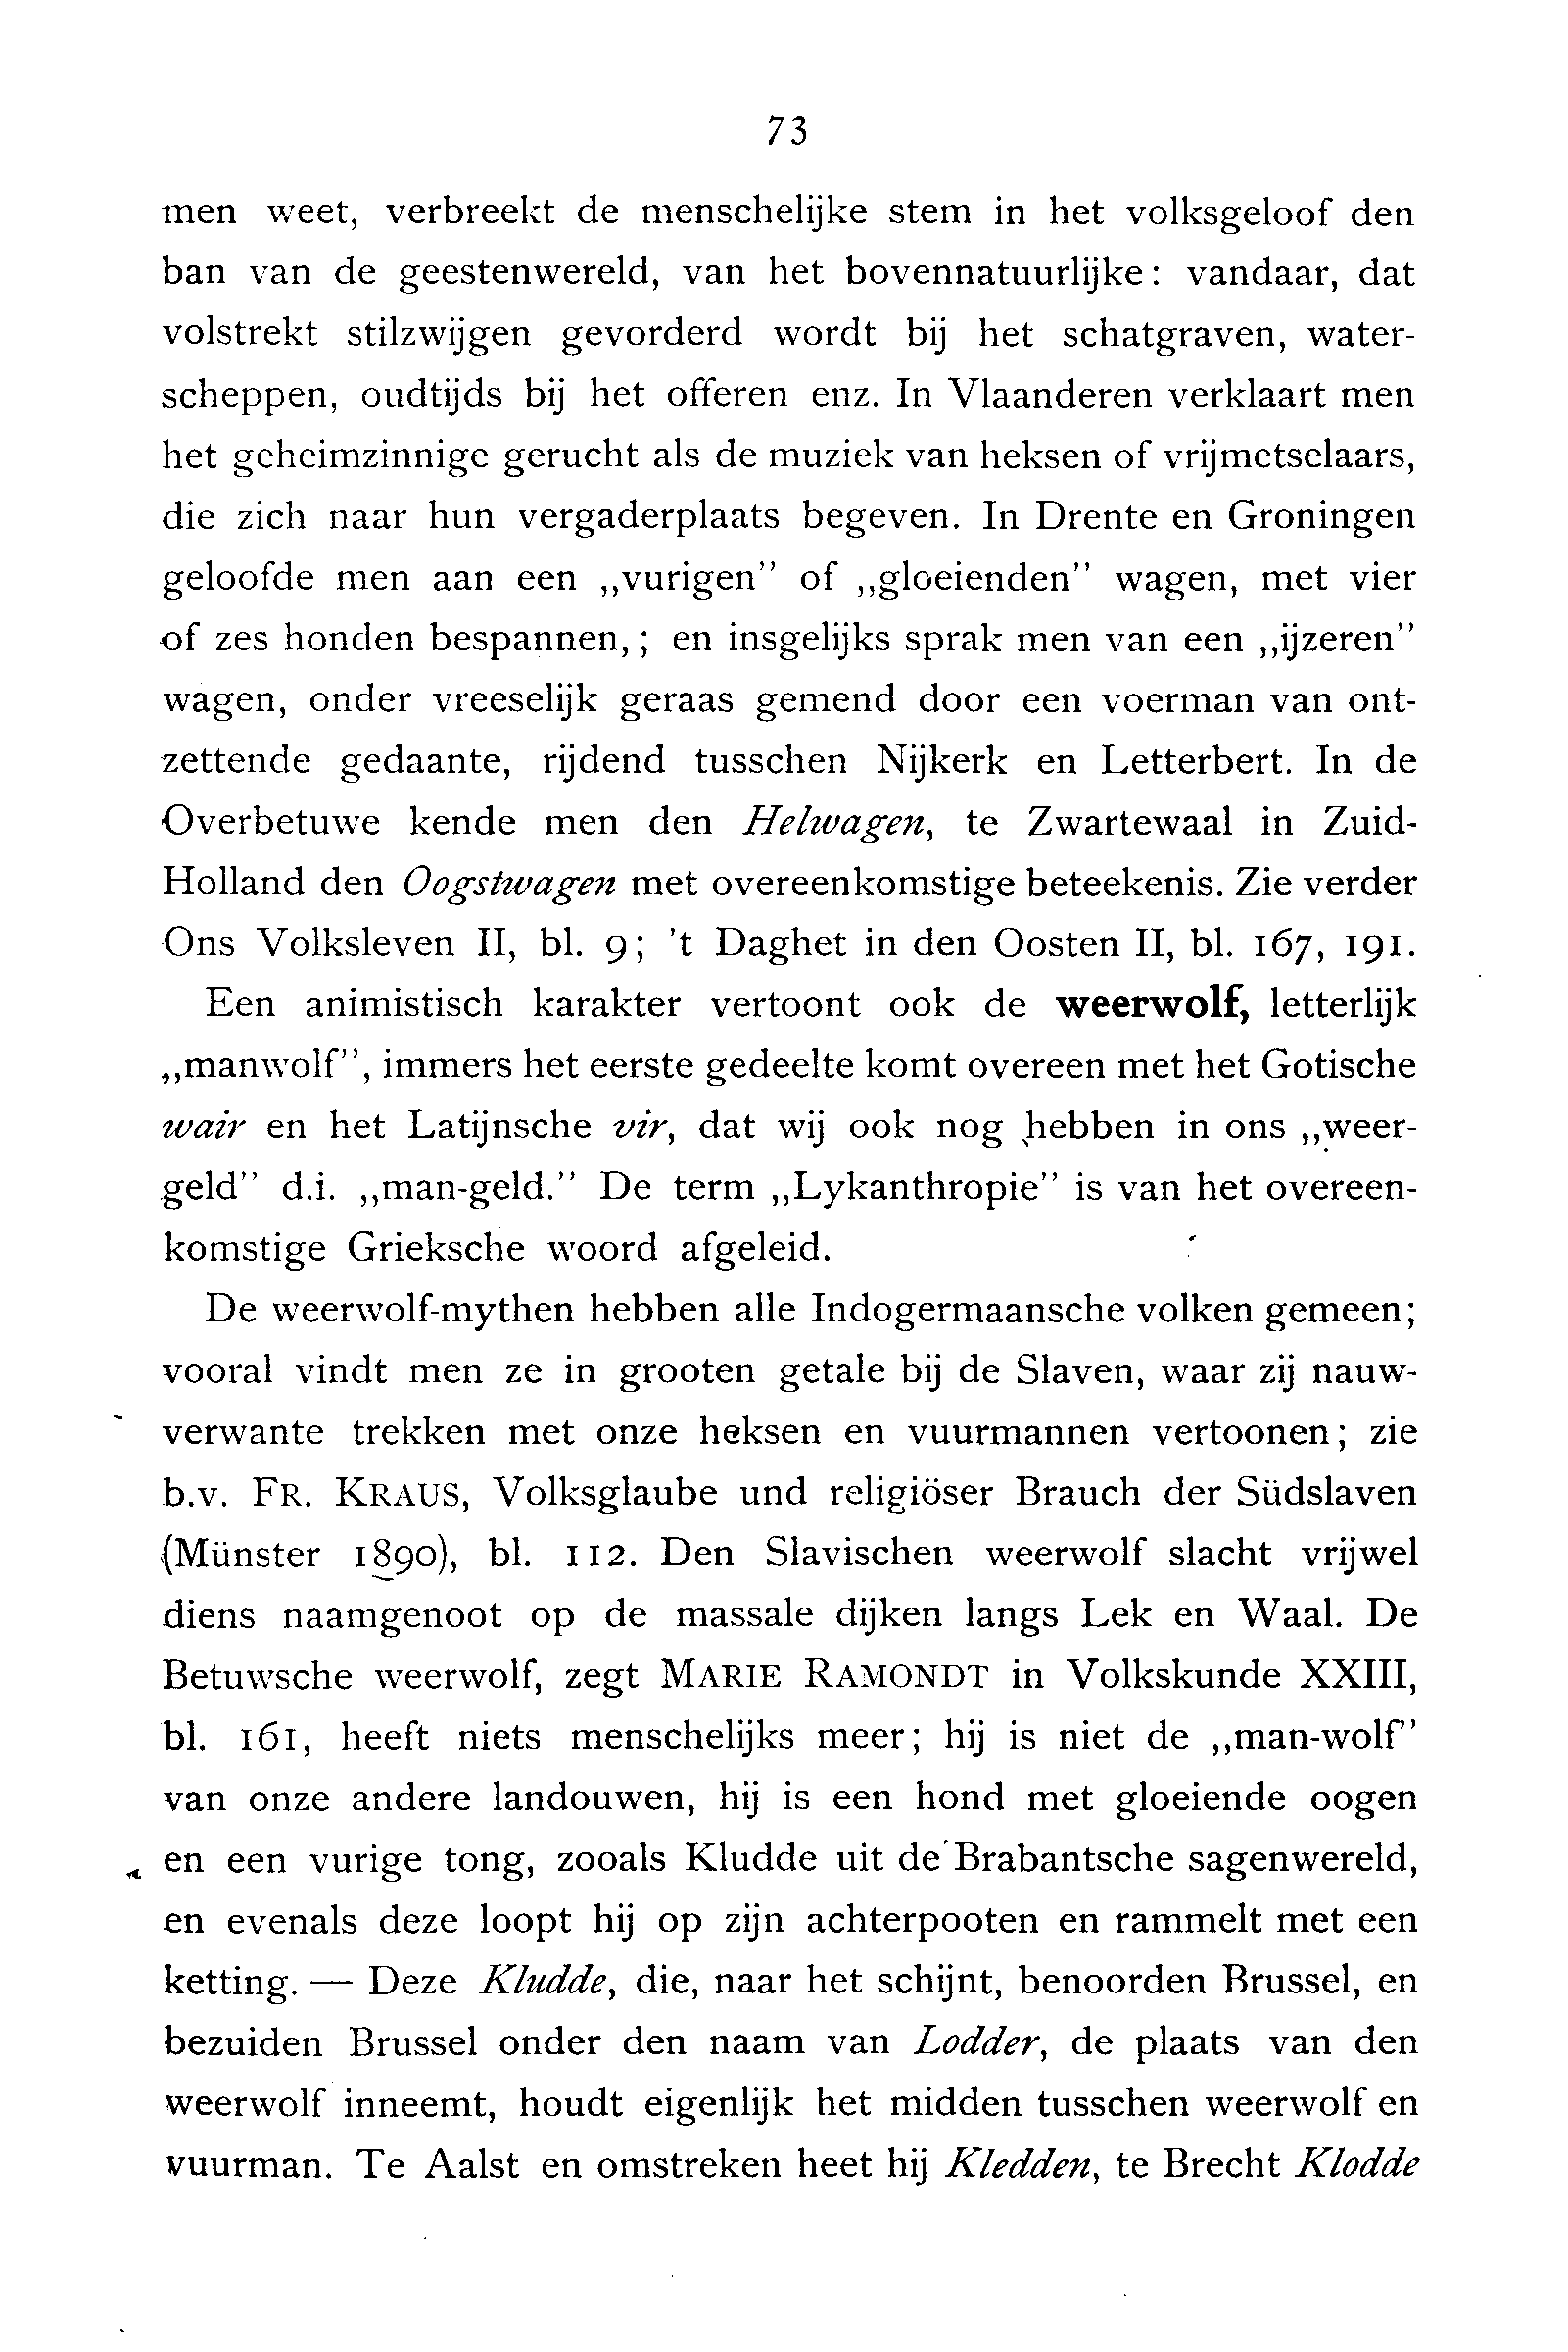 73
men weet, verbreekt de menschelijke stem in het volksgeloof den
ban van de geestenwereld, van het bovennatuurlijke: vandaar, dat
volstrekt stilzwijgen gevorderd wordt bij het schatgraven, water-
scheppen, oudtijds bij het offeren enz. In Vlaanderen verklaart men
het geheimzinnige gerucht als de muziek van heksen of vrijmetselaars,
die zich naar hun vergaderplaats begeven. In Drente en Groningen
geloofde men aan een „vurigen” of „gloeienden” wagen, met vier
of zes honden bespannen,; en insgelijks sprak men van een „ijzeren”
wagen, onder vreeselijk geraas gemend door een voerman van ont-
zettende gedaante, rijdend tusschen Nijkerk en Letterbert. In de
Overbetuwe kende men den Helwagen, te Zwartewaal in Zuid-
Holland den Oogstwagen met overeenkomstige beteekenis. Zie verder
Ons Volksleven II, bl. 9; 't Daghet in den Oosten II, bl. 167, 191.
Een animistisch karakter vertoont ook de weerwolf, letterlijk
„manwolf”, immers het eerste gedeelte komt overeen met het Gotische
wair en het Latijnsche vir, dat wij ook nog hebben in ons „weer-
geld” d.i. „man-geld.” De term „Lykanthropie” is van het overeen-
komstige Grieksche woord afgeleid.
De weerwolf-mythen hebben alle Indogermaansche volken gemeen;
vooral vindt men ze in grooten getale bij de Slaven, waar zij nauw-
verwante trekken met onze heksen en vuurmannen vertoonen; zie
b.v. FR. KRAUS, Volksglaube und religiöser Brauch der Südslaven
(Münster 1890), bl. 112. Den Slavischen weerwolf slacht vrijwel
diens naamgenoot op de massale dijken langs Lek en Waal. De
Betuwsche weerwolf, zegt MARIE RAMONDT in Volkskunde XXIII,
bl. 161, heeft niets menschelijks meer; hij is niet de „man-wolf”
van onze andere landouwen, hij is een hond met gloeiende oogen
en een vurige tong, zooals Kludde uit de Brabantsche sagenwereld,
en evenals deze loopt hij op zijn achterpooten en rammelt met een
ketting. — Deze Kludde, die, naar het schijnt, benoorden Brussel, en
bezuiden Brussel onder den naam van Lodder, de plaats van den
weerwolf inneemt, houdt eigenlijk het midden tusschen weerwolf en
vuurman. Te Aalst en omstreken heet hij Kledden, te Brecht Klodde